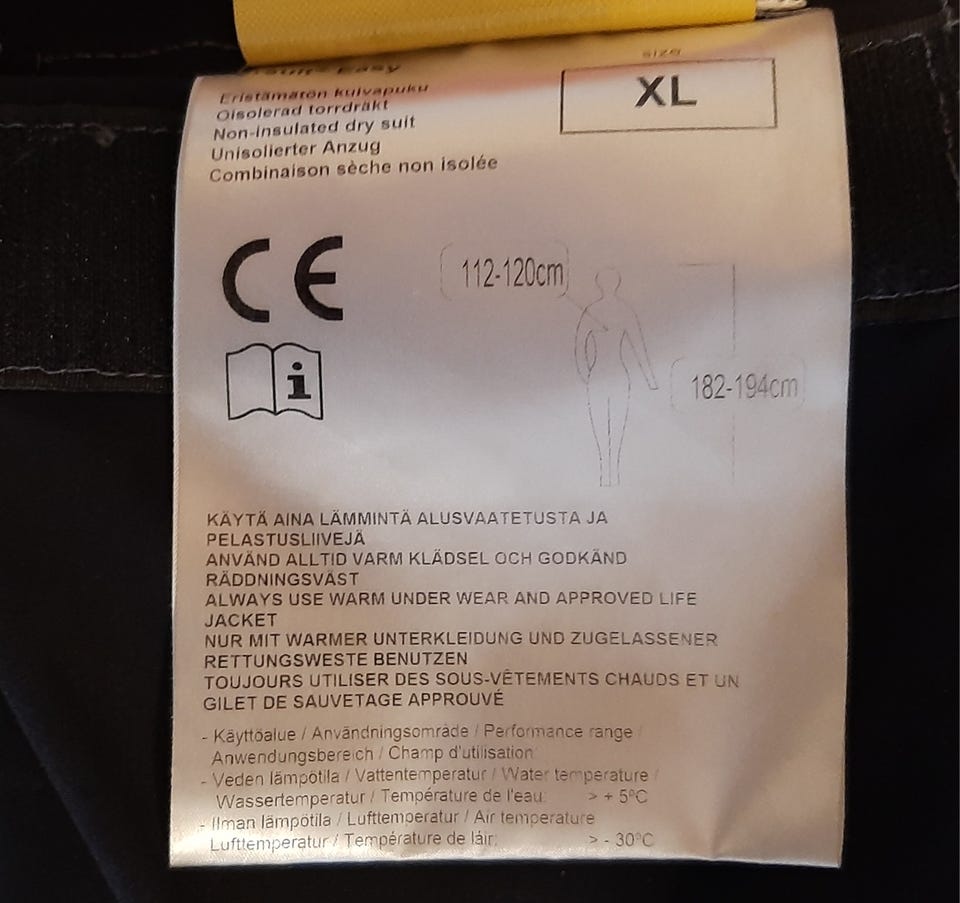 Easy
SIZE
XL
Eristämätön kuivapuku
Oisolerad torrdräkt
Non-insulated dry suit
Unisolierter Anzug
Combinaison sèche non isolée
CE
i
112-120cm
182-194cm
KÄYTÄ AINA LÄMMINTÄ ALUSVAATETUSTA JA
PELASTUSLIIVEJÄ
ANVÄND ALLTID VARM KLÄDSEL OCH GODKÄND
RÄDDNINGSVÄST
ALWAYS USE WARM UNDER WEAR AND APPROVED LIFE
JACKET
NUR MIT WARMER UNTERKLEIDUNG UND ZUGELASSENER
RETTUNGSWESTE BENUTZEN
TOUJOURS UTILISER DES SOUS-VÊTEMENTS CHAUDS ET UN
GILET DE SAUVETAGE APPROUVÉ
- Käyttöalue / Användningsområde / Performance range /
Anwendungsbereich / Champ d'utilisation
- Veden lämpötila / Vattentemperatur / Water temperature /
Wassertemperatur / Température de l'eau: > + 5°C
- Ilman lämpötila / Lufttemperatur / Air temperature
Lufttemperatur / Température de láir: > - 30°C